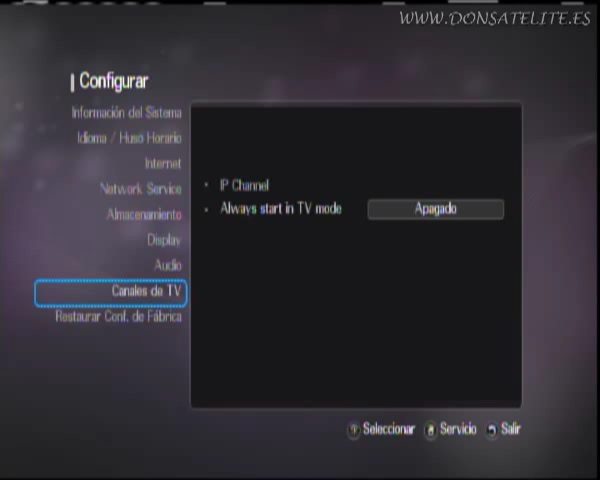 WWW.DONSATELITE.ES
Configurar
Información del Sistema
Idioma / Huso Horario
Internet
Network Service
Almacenamiento
Display
Audio
Canales de TV
Restaurar Conf. de Fábrica
IP Channel
Always start in TV mode
Apagado
Seleccionar
Servicio
Salir